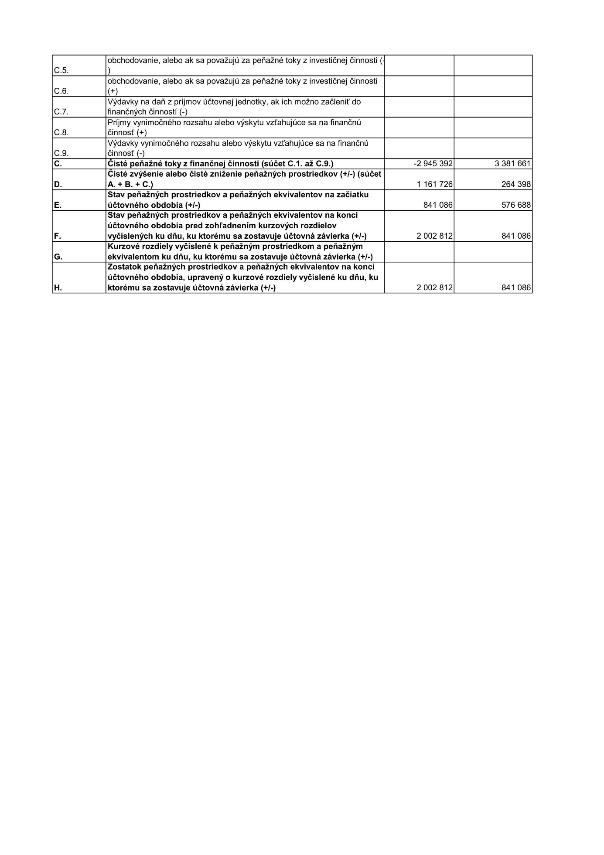 obchodovanie, alebo ak sa považujú za peňažné toky z investičnej činnosti (-
C.5. )
obchodovanie, alebo ak sa považujú za peňažné toky z investičnej činnosti
C.6. (+)
Výdavky na daň z príjmov účtovnej jednotky, ak ich možno začleniť do
C.7. finančných činností (-)
Príjmy vynimočného rozsahu alebo výskytu vzťahujúce sa na finančnú
C.8. činnosť (+)
Výdavky vynimočného rozsahu alebo výskytu vzťahujúce sa na finančnú
C.9. činnosť (-)
C. Čisté peňažné toky z finančnej činnosti (súčet C.1. až C.9.) -2 945 392 3 381 661
Čisté zvýšenie alebo čisté zníženie peňažných prostriedkov (+/-) (súčet
D. A. + B. + C.) 1 161 726 264 398
Stav peňažných prostriedkov a peňažných ekvivalentov na začiatku
E. účtovného obdobia (+/-) 841 086 576 688
Stav peňažných prostriedkov a peňažných ekvivalentov na konci
účtovného obdobia pred zohľadnením kurzových rozdielov
F. vyčíslených ku dňu, ku ktorému sa zostavuje účtovná závierka (+/-) 2 002 812 841 086
Kurzové rozdiely vyčíslené k peňažným prostriedkom a peňažným
G. ekvivalentom ku dňu, ku ktorému sa zostavuje účtovná závierka (+/-)
Zostatok peňažných prostriedkov a peňažných ekvivalentov na konci
účtovného obdobia, upravený o kurzové rozdiely vyčíslené ku dňu, ku
H. ktorému sa zostavuje účtovná závierka (+/-) 2 002 812 841 086